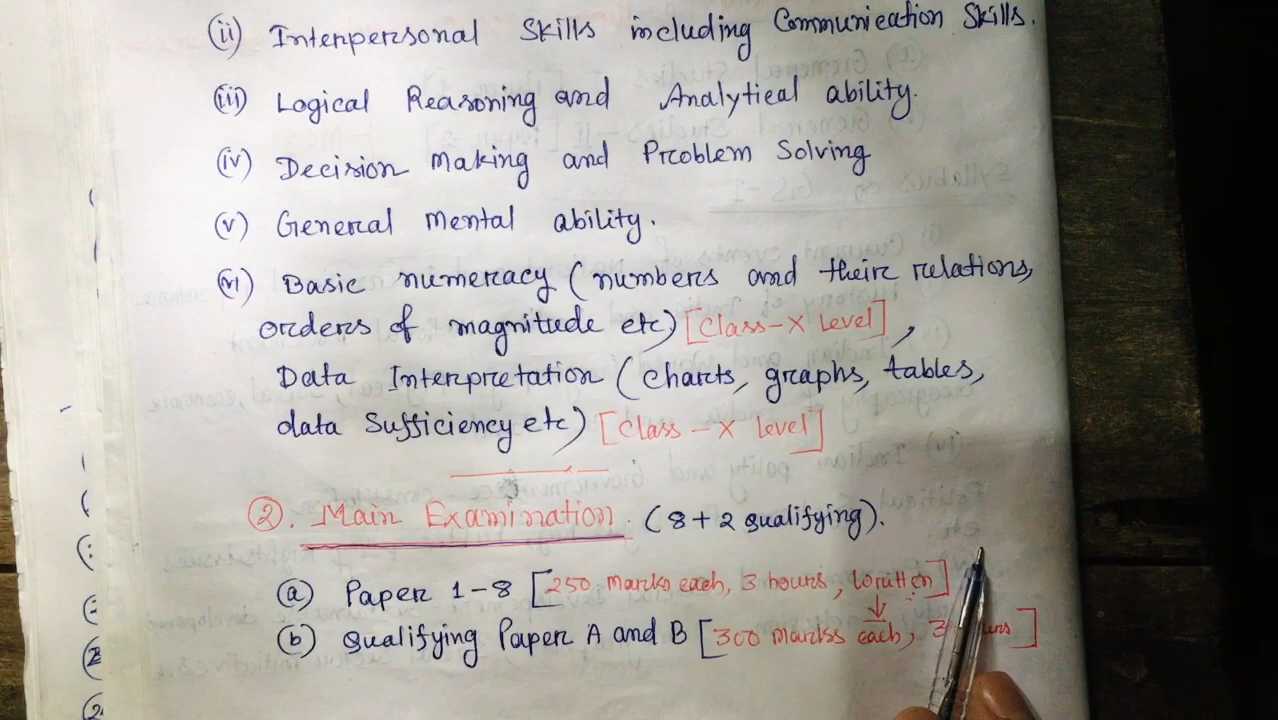 (ii) Interpersonal Skills including Communication Skills.
(iii) Logical Reasoning and Analytical ability.
(iv) Decision making and Problem Solving
(v) General mental ability.
(vi) Basic numeracy (numbers and their relations,
orders of magnitude etc) [Class-X Level],
Data Interpretation (charts, graphs, tables,
data Sufficiency etc) [Class-X level]
②. Main Examination. (8+2 qualifying).
(a) Paper 1-8 [250 marks each, 3 hours, written]
(b) Qualifying Paper A and B [300 marks each, 3